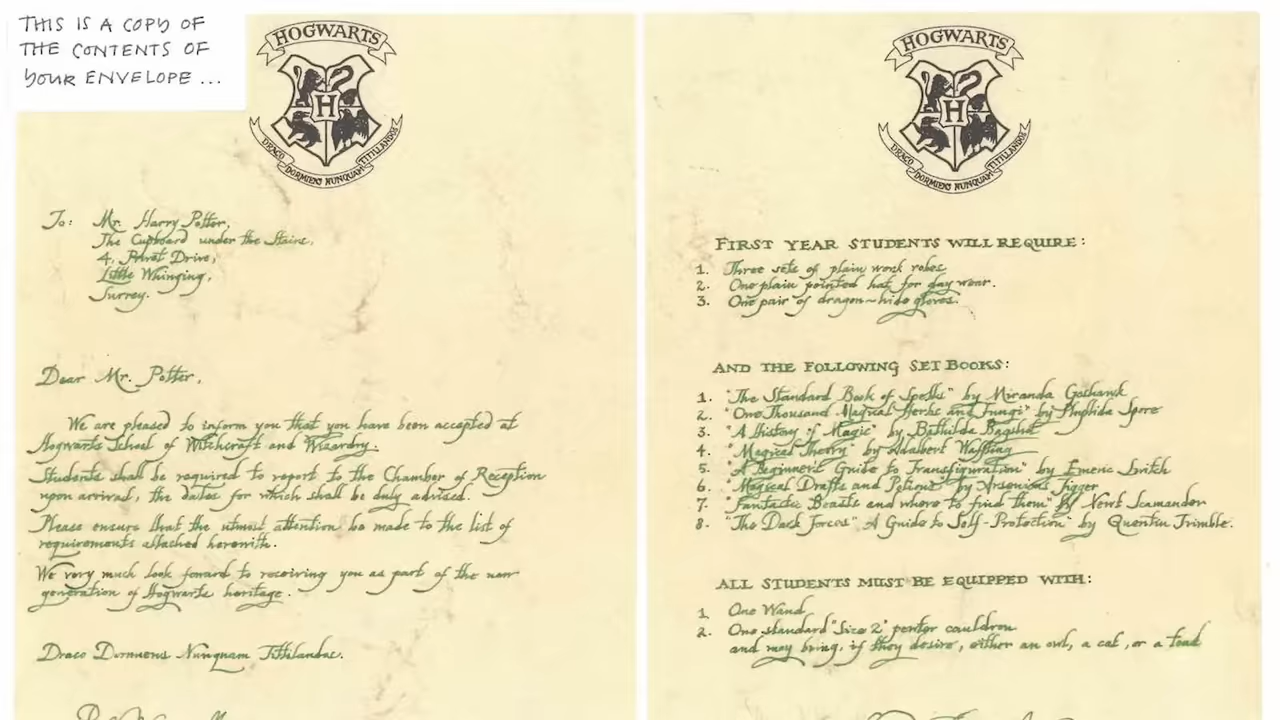 THIS IS A COPY OF
THE CONTENTS OF
YOUR ENVELOPE ...
HOGWARTS
H
DRACO DORMIENS NUNQUAM TITILLANDUS
To: Mr. Harry Potter,
The Cupboard under the Stairs,
4, Privet Drive,
Little Whinging,
Surrey.
Dear Mr. Potter,
We are pleased to inform you that you have been accepted at
Hogwarts School of Witchcraft and Wizardry.
Students shall be required to report to the Chamber of Reception
upon arrival, the dates for which shall be duly advised.
Please ensure that the utmost attention be made to the list of
requirements attached herewith.
We very much look forward to receiving you as part of the new
generation of Hogwarts heritage.
Draco Dormiens Nunquam Tittilandus.
HOGWARTS
H
DRACO DORMIENS NUNQUAM TITILLANDUS
FIRST YEAR STUDENTS WILL REQUIRE:
1. Three sets of plain work robes
2. One plain pointed hat for day wear.
3. One pair of dragon-hide gloves.
AND THE FOLLOWING SET BOOKS:
1. "The Standard Book of Spells" by Miranda Goshawk
2. "One Thousand Magical Herbs and Fungi" by Phyllida Spore
3. "A History of Magic" by Bathilda Bagshot
4. "Magical Theory" by Adalbert Waffling
5. "A Beginners Guide to Transfiguration" by Emeric Switch
6. "Magical Drafts and Potions" by Arsenius Jigger
7. "Fantastic Beasts and where to find them" by Newt Scamander
8. "The Dark Forces" A Guide to Self-Protection" by Quentin Trimble.
ALL STUDENTS MUST BE EQUIPPED WITH:
1. One Wand
2. One standard "Size 2" pewter cauldron
and may bring, if they desire, either an owl, a cat, or a toad